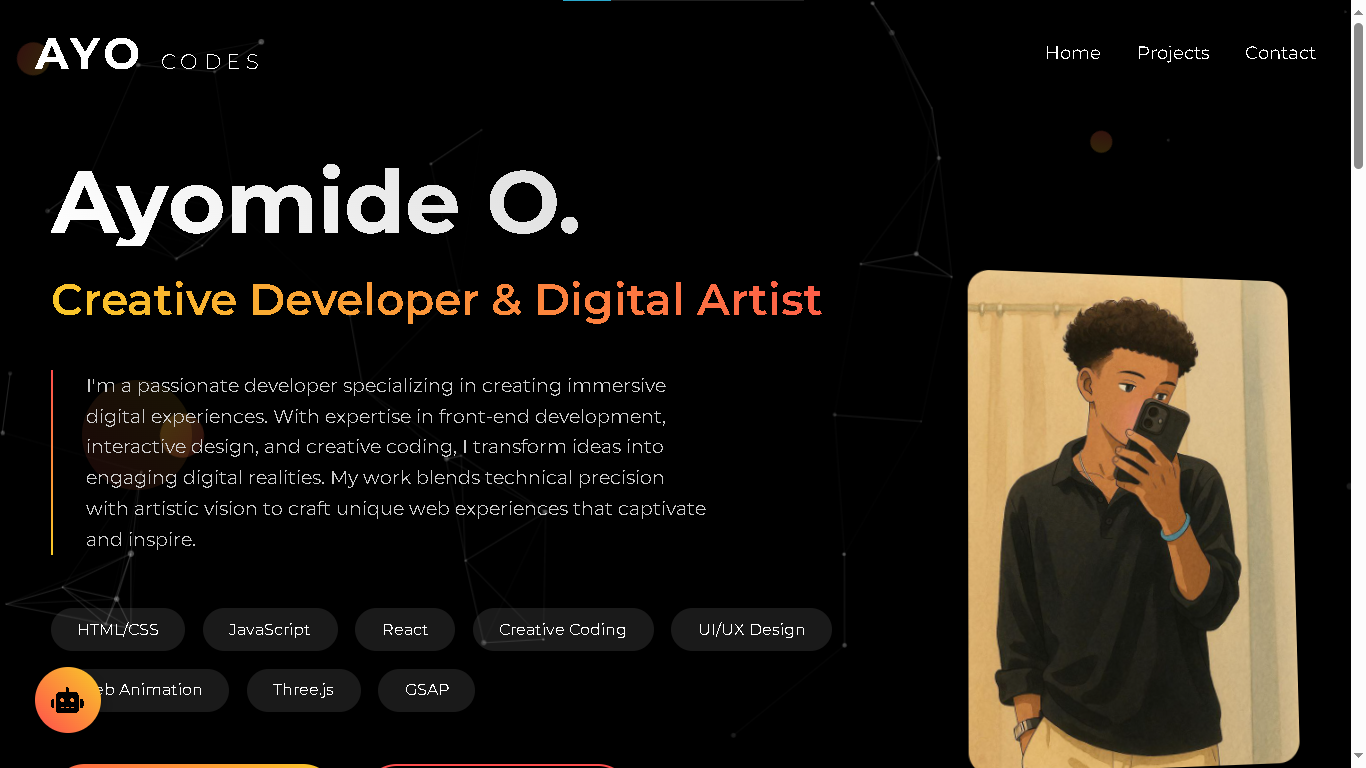 AYO CODES
Home Projects Contact
Ayomide O.
Creative Developer & Digital Artist
I'm a passionate developer specializing in creating immersive
digital experiences. With expertise in front-end development,
interactive design, and creative coding, I transform ideas into
engaging digital realities. My work blends technical precision
with artistic vision to craft unique web experiences that captivate
and inspire.
HTML/CSS JavaScript React Creative Coding UI/UX Design
Animation Three.js GSAP